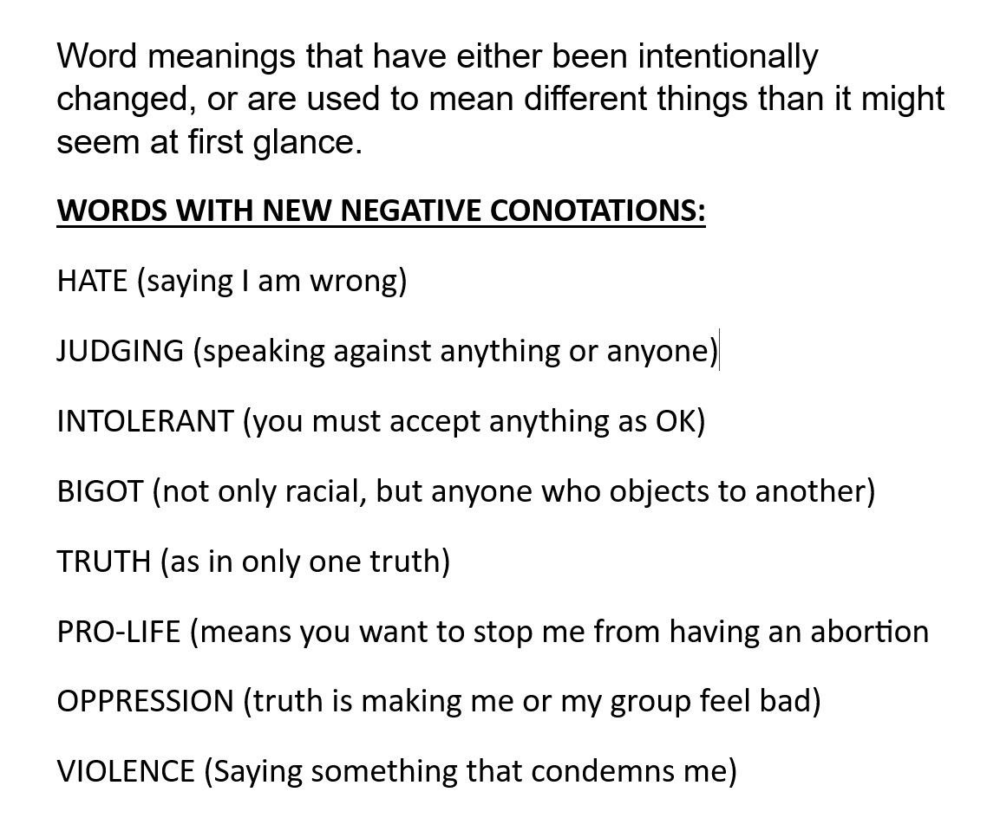 Word meanings that have either been intentionally
changed, or are used to mean different things than it might
seem at first glance.
WORDS WITH NEW NEGATIVE CONOTATIONS:
HATE (saying I am wrong)
JUDGING (speaking against anything or anyone)
INTOLERANT (you must accept anything as OK)
BIGOT (not only racial, but anyone who objects to another)
TRUTH (as in only one truth)
PRO-LIFE (means you want to stop me from having an abortion
OPPRESSION (truth is making me or my group feel bad)
VIOLENCE (Saying something that condemns me)